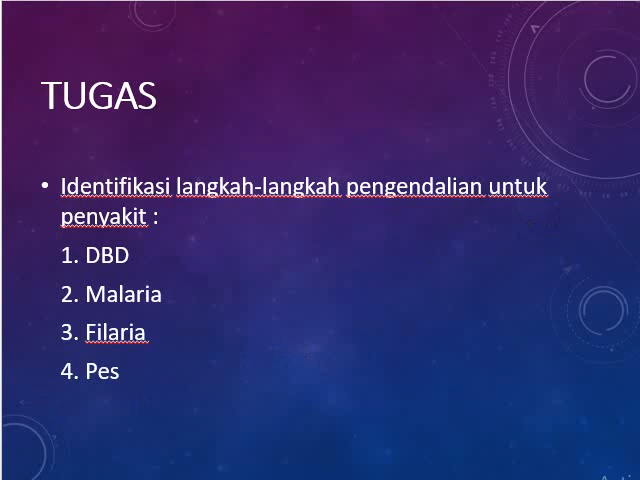 TUGAS
• Identifikasi langkah-langkah pengendalian untuk
penyakit :
1. DBD
2. Malaria
3. Filaria
4. Pes